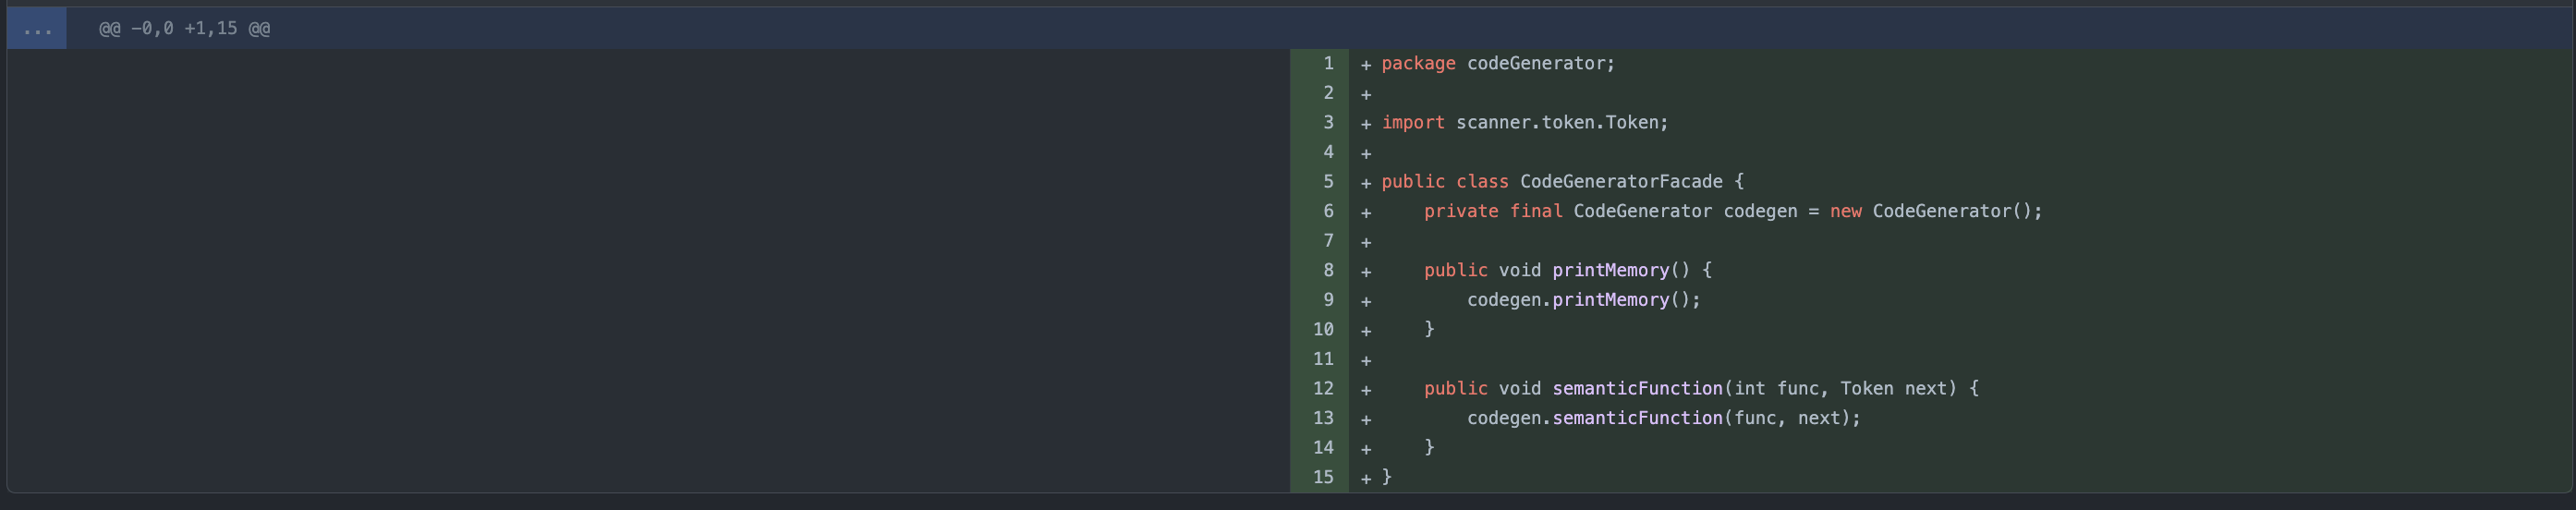 ... @@ -0,0 +1,15 @@
1 + package codeGenerator;
2 +
3 + import scanner.token.Token;
4 +
5 + public class CodeGeneratorFacade {
6 +     private final CodeGenerator codegen = new CodeGenerator();
7 +
8 +     public void printMemory() {
9 +         codegen.printMemory();
10 +     }
11 +
12 +     public void semanticFunction(int func, Token next) {
13 +         codegen.semanticFunction(func, next);
14 +     }
15 + }